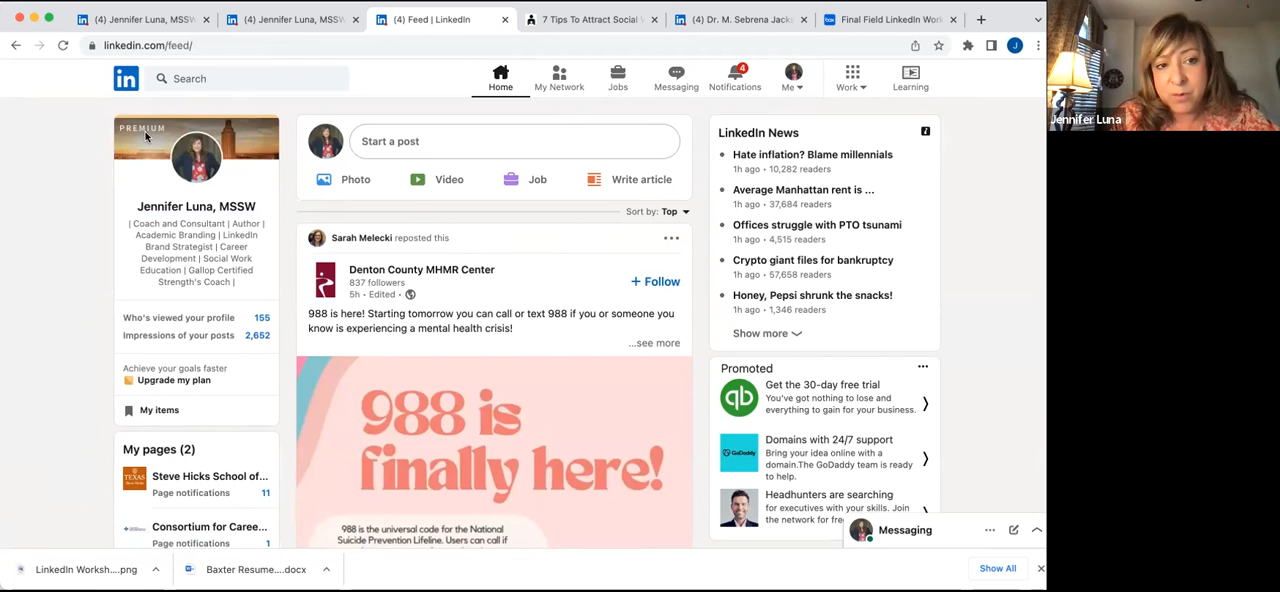 (4) Jennifer Luna, MSSW
(4) Jennifer Luna, MSSW
(4) Feed | LinkedIn
7 Tips To Attract Social
(4) Dr. M. Sebrena Jack
Final Field LinkedIn Work
linkedin.com/feed/
J
in
Search
Home
My Network
Jobs
Messaging
4
Notifications
Me
Work
Learning
Jennifer Luna
PREMIUM
Jennifer Luna, MSSW
| Coach and Consultant | Author |
Academic Branding | LinkedIn
Brand Strategist | Career
Development | Social Work
Education | Gallop Certified
Strength's Coach |
Who's viewed your profile 155
Impressions of your posts 2,652
Achieve your goals faster
Upgrade my plan
My items
My pages (2)
TEXAS
Steve Hicks School of...
Page notifications 11
Consortium for Caree...
Page notifications 1
Start a post
Photo
Video
Job
Write article
Sort by: Top
Sarah Melecki reposted this
Denton County MHMR Center
837 followers
5h • Edited •
+ Follow
988 is here! Starting tomorrow you can call or text 988 if you or someone you
know is experiencing a mental health crisis!
...see more
988 is
finally here!
988 is the universal code for the National
Suicide Prevention Lifeline. Users can call if
LinkedIn News
Hate inflation? Blame millennials
1h ago • 10,282 readers
Average Manhattan rent is ...
1h ago • 37,684 readers
Offices struggle with PTO tsunami
1h ago • 4,515 readers
Crypto giant files for bankruptcy
1h ago • 57,658 readers
Honey, Pepsi shrunk the snacks!
1h ago • 1,346 readers
Show more
Promoted
qb
Get the 30-day free trial
You've got nothing to lose and
everything to gain for your business.
GoDaddy
Domains with 24/7 support
Bring your idea online with a
domain.The GoDaddy team is ready
to help.
Headhunters are searching
for executives with your skills. Join
the network for fre
Messaging
LinkedIn Worksh....png
Baxter Resume....docx
Show All